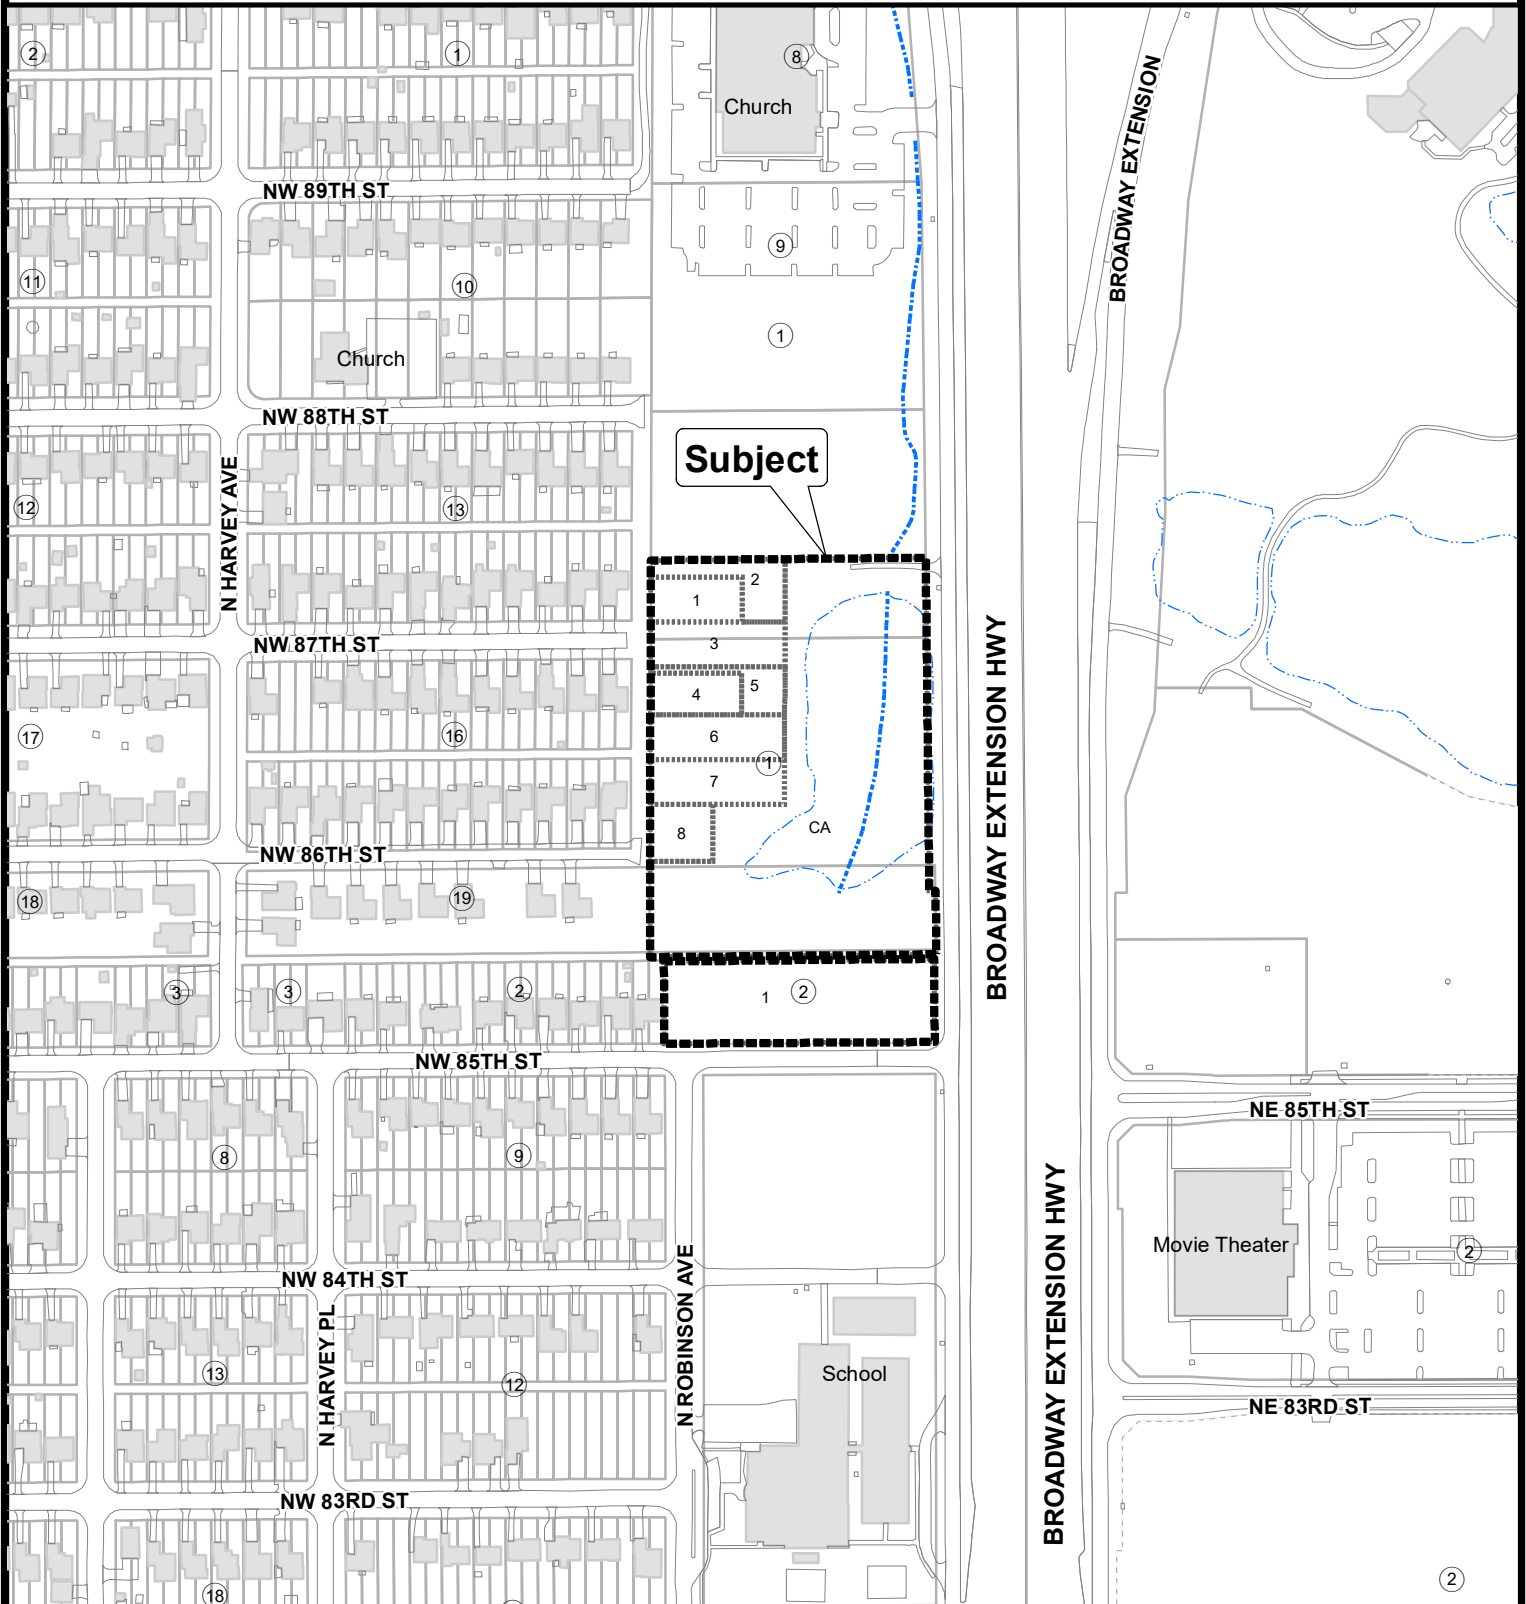 2
1
8
Church
BROADWAY EXTENSION
NW 89TH ST
9
11
10
1
Church
NW 88TH ST
Subject
N HARVEY AVE
12
13
2
1
3
NW 87TH ST
4
5
17
16
6
1
7
8
CA
BROADWAY EXTENSION HWY
NW 86TH ST
18
19
3
3
2
1
2
NW 85TH ST
NE 85TH ST
8
9
BROADWAY EXTENSION HWY
Movie Theater
2
N ROBINSON AVE
NW 84TH ST
N HARVEY PL
13
12
School
NE 83RD ST
NW 83RD ST
18
2